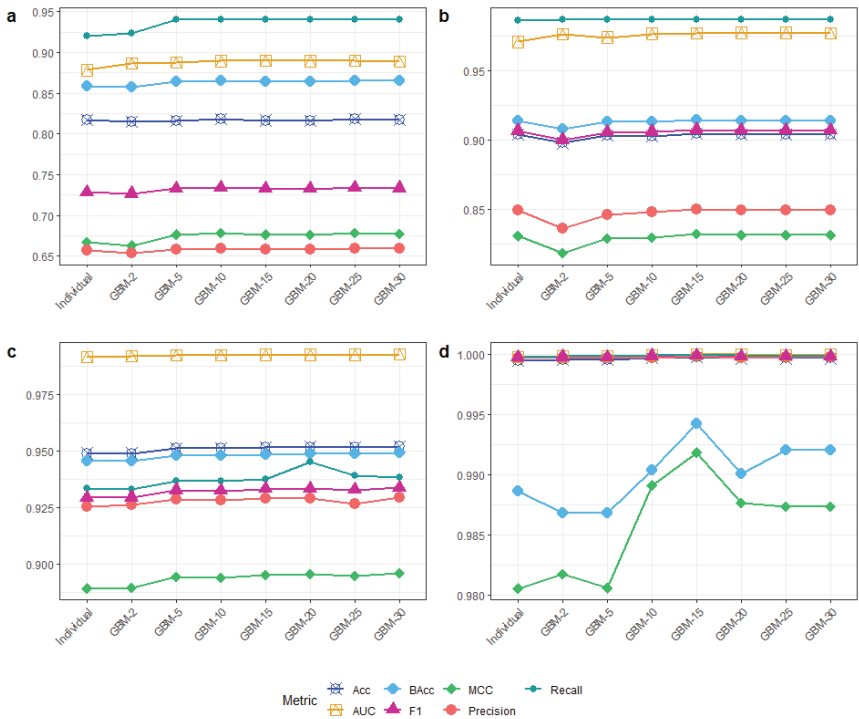 a
0.95
0.90
0.85
0.80
0.75
0.70
0.65
Individual
GBM-2
GBM-5
GBM-10
GBM-15
GBM-20
GBM-25
GBM-30
b
0.95
0.90
0.85
Individual
GBM-2
GBM-5
GBM-10
GBM-15
GBM-20
GBM-25
GBM-30
c
0.975
0.950
0.925
0.900
Individual
GBM-2
GBM-5
GBM-10
GBM-15
GBM-20
GBM-25
GBM-30
d
1.000
0.995
0.990
0.985
0.980
Individual
GBM-2
GBM-5
GBM-10
GBM-15
GBM-20
GBM-25
GBM-30
Metric
Acc BAcc MCC Recall
AUC F1 Precision